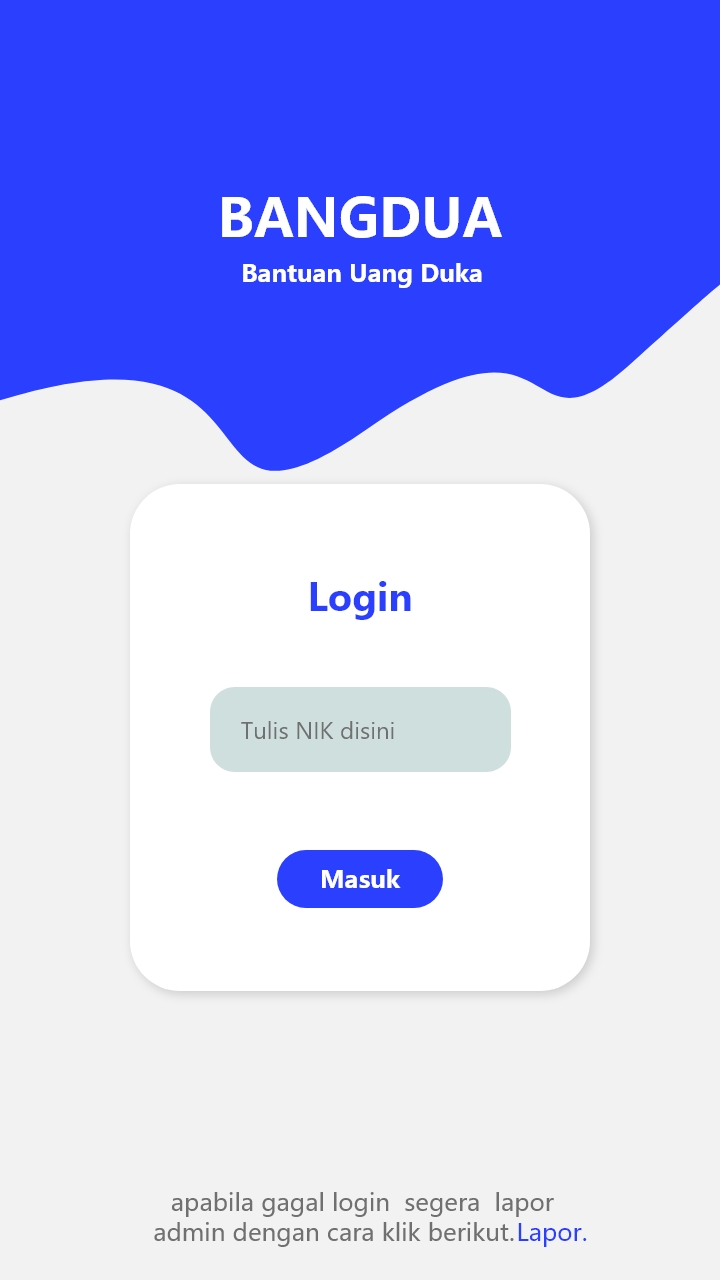 BANGDUA
Bantuan Uang Duka
Login
Tulis NIK disini
Masuk
apabila gagal login  segera  lapor
admin dengan cara klik berikut.Lapor.